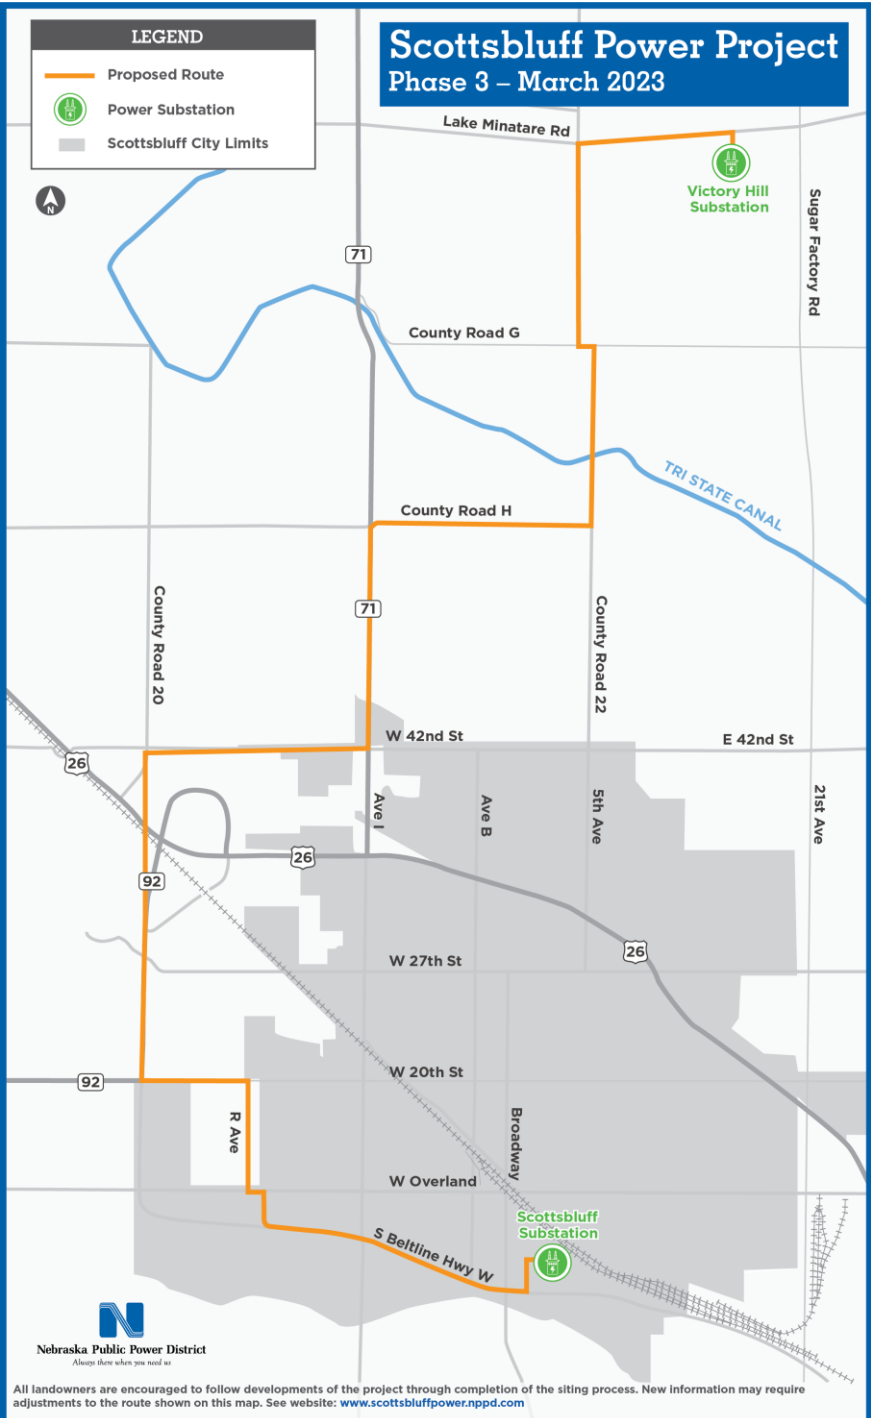 LEGEND
Proposed Route
Power Substation
Scottsbluff City Limits
Scottsbluff Power Project
Phase 3 – March 2023
N
Lake Minatare Rd
Victory Hill
Substation
Sugar Factory Rd
71
County Road G
TRI STATE CANAL
County Road H
County Road 20
71
County Road 22
W 42nd St
E 42nd St
26
Ave I
Ave B
5th Ave
21st Ave
26
92
26
W 27th St
W 20th St
92
R Ave
Broadway
W Overland
Scottsbluff
Substation
S Beltline Hwy W
N
Nebraska Public Power District
Always there when you need us
All landowners are encouraged to follow developments of the project through completion of the siting process. New information may require
adjustments to the route shown on this map. See website: www.scottsbluffpower.nppd.com